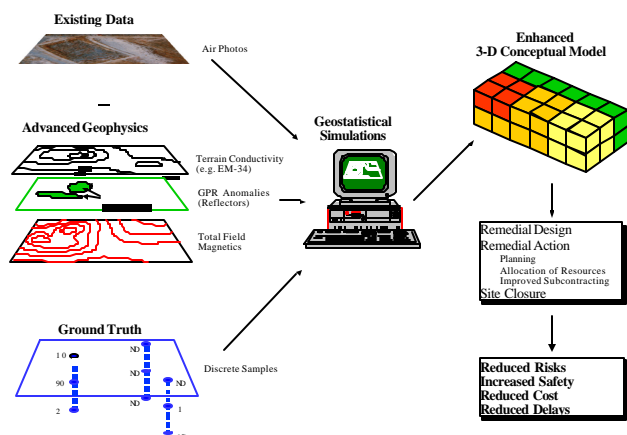 Existing Data
Air Photos
Advanced Geophysics
Terrain Conductivity
(e.g. EM-34)
GPR Anomalies
(Reflectors)
Total Field
Magnetics
Ground Truth
10
90
2
ND
ND
ND
ND
1
Discrete Samples
Geostatistical
Simulations
Enhanced
3-D Conceptual Model
Remedial Design
Remedial Action
Planning
Allocation of Resources
Improved Subcontracting
Site Closure
Reduced Risks
Increased Safety
Reduced Cost
Reduced Delays